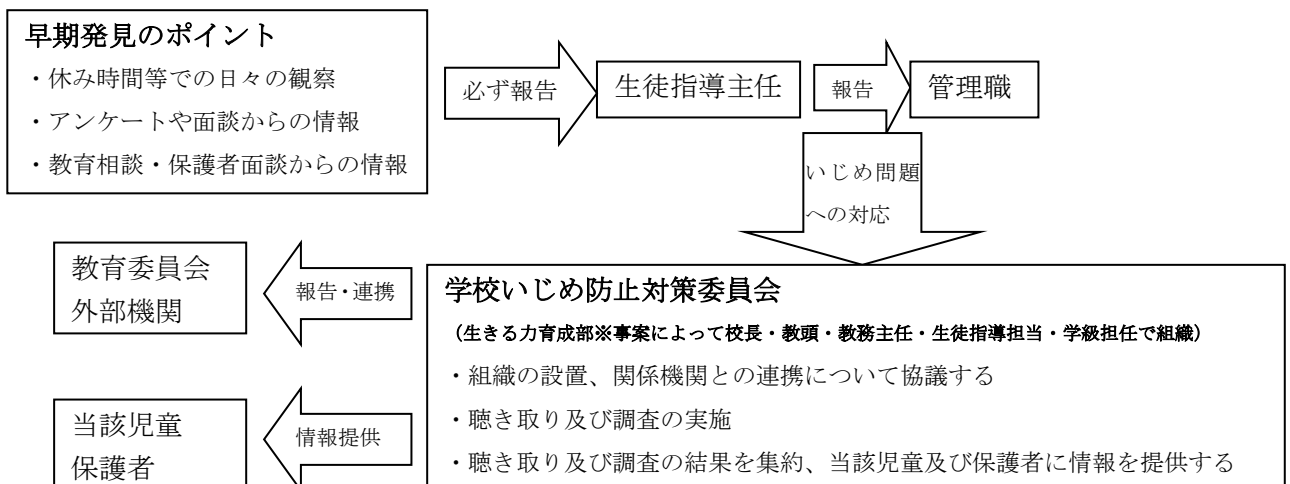 早期発見のポイント
・休み時間等での日々の観察
・アンケートや面談からの情報
・教育相談・保護者面談からの情報
必ず報告
生徒指導主任
報告
管理職
いじめ問題
への対応
教育委員会
外部機関
報告・連携
学校いじめ防止対策委員会
（生きる力育成部※事案によって校長・教頭・教務主任・生徒指導担当・学級担任で組織）
・組織の設置、関係機関との連携について協議する
・聴き取り及び調査の実施
・聴き取り及び調査の結果を集約、当該児童及び保護者に情報を提供する
当該児童
保護者
情報提供